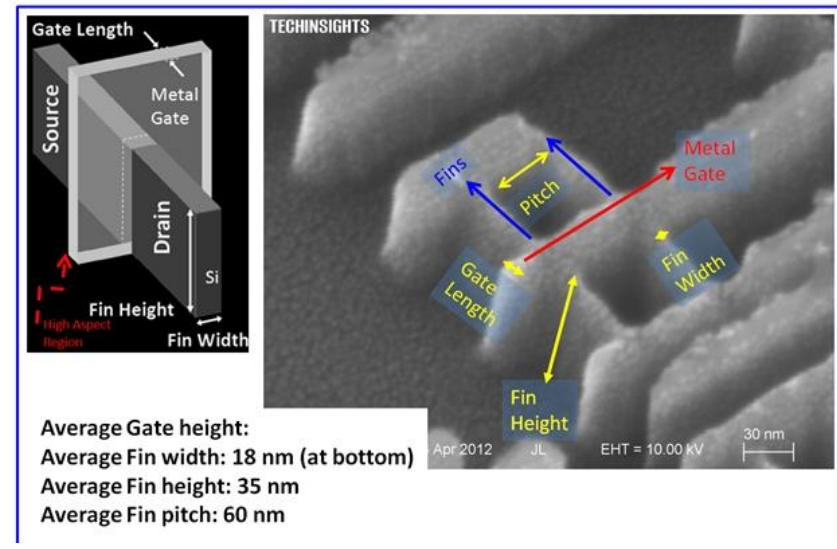 Gate Length
Source
Metal
Gate
Drain
Si
Fin Height
High Aspect
Region
Fin Width
TECHINSIGHTS
Fins
Pitch
Metal
Gate
Gate
Length
Fin
Width
Fin
Height
Apr 2012 JL EHT = 10.00 kV 30 nm
Average Gate height:
Average Fin width: 18 nm (at bottom)
Average Fin height: 35 nm
Average Fin pitch: 60 nm